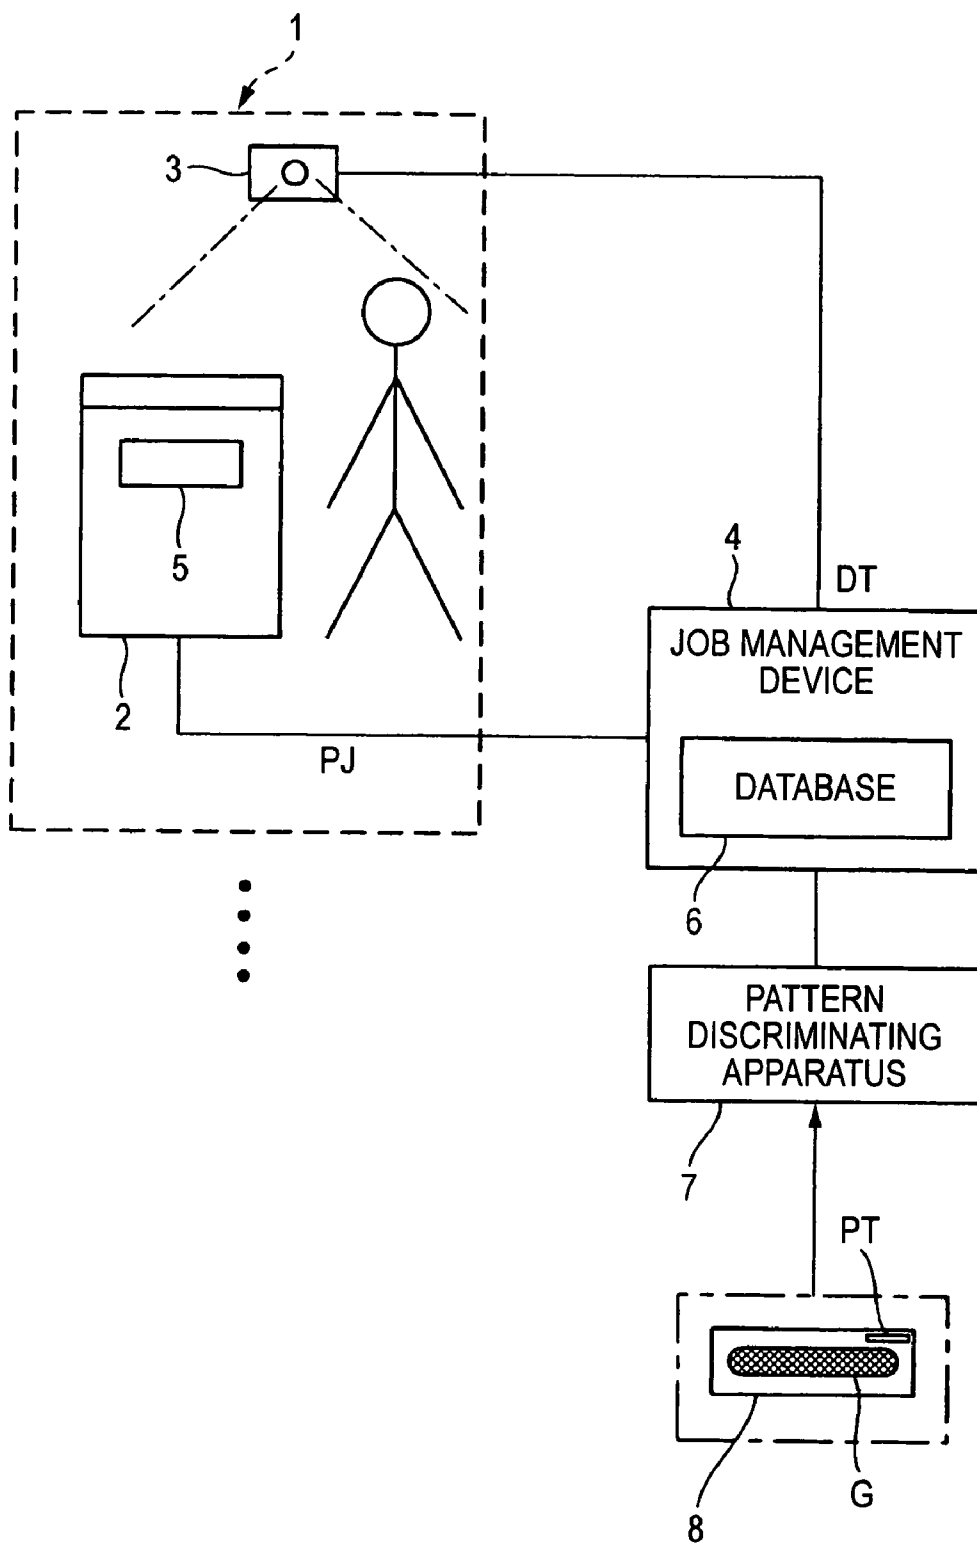 1
3
5
2
PJ
4
DT
JOB MANAGEMENT
DEVICE
DATABASE
6
PATTERN
DISCRIMINATING
APPARATUS
7
PT
G
8